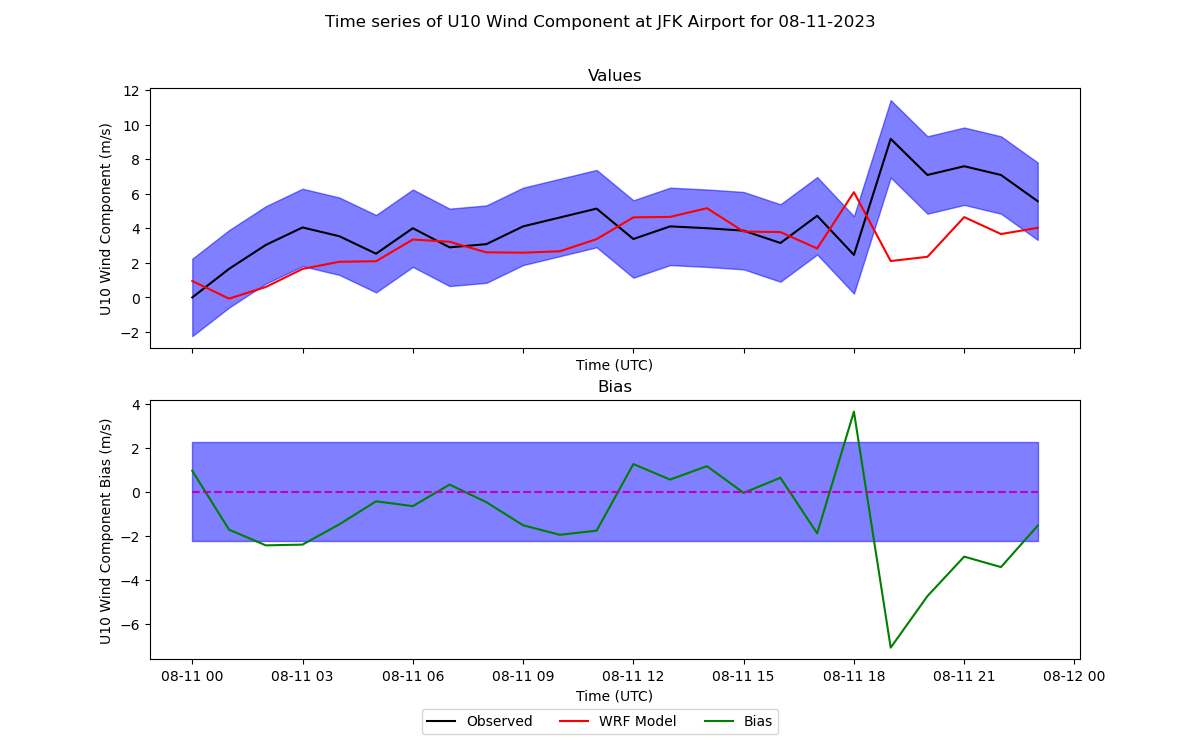 Time series of U10 Wind Component at JFK Airport for 08-11-2023
Values
U10 Wind Component (m/s)
12
10
8
6
4
2
0
−2
Time (UTC)
Bias
U10 Wind Component Bias (m/s)
4
2
0
−2
−4
−6
08-11 00 08-11 03 08-11 06 08-11 09 08-11 12 08-11 15 08-11 18 08-11 21 08-12 00
Time (UTC)
Observed WRF Model Bias